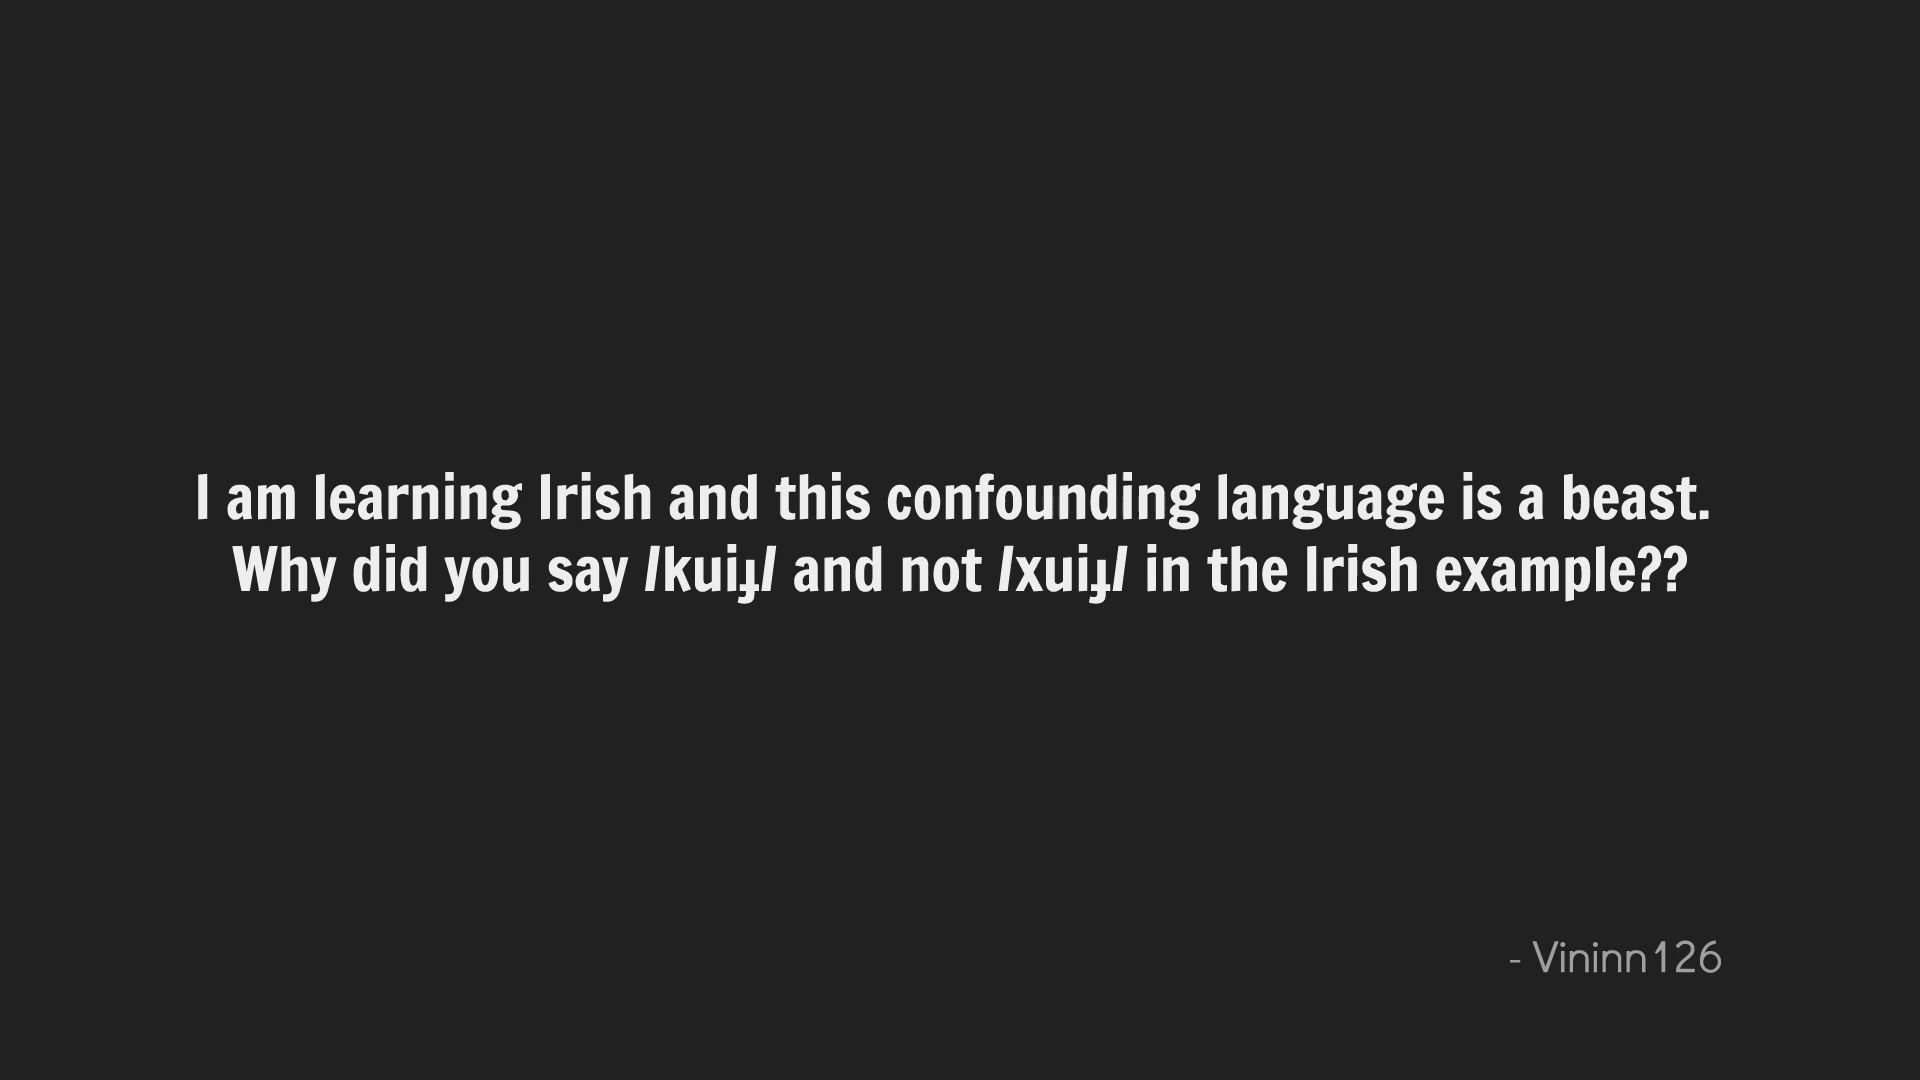 I am learning Irish and this confounding language is a beast.
Why did you say /kuiɟ/ and not /xuiɟ/ in the Irish example??
- Vininn126